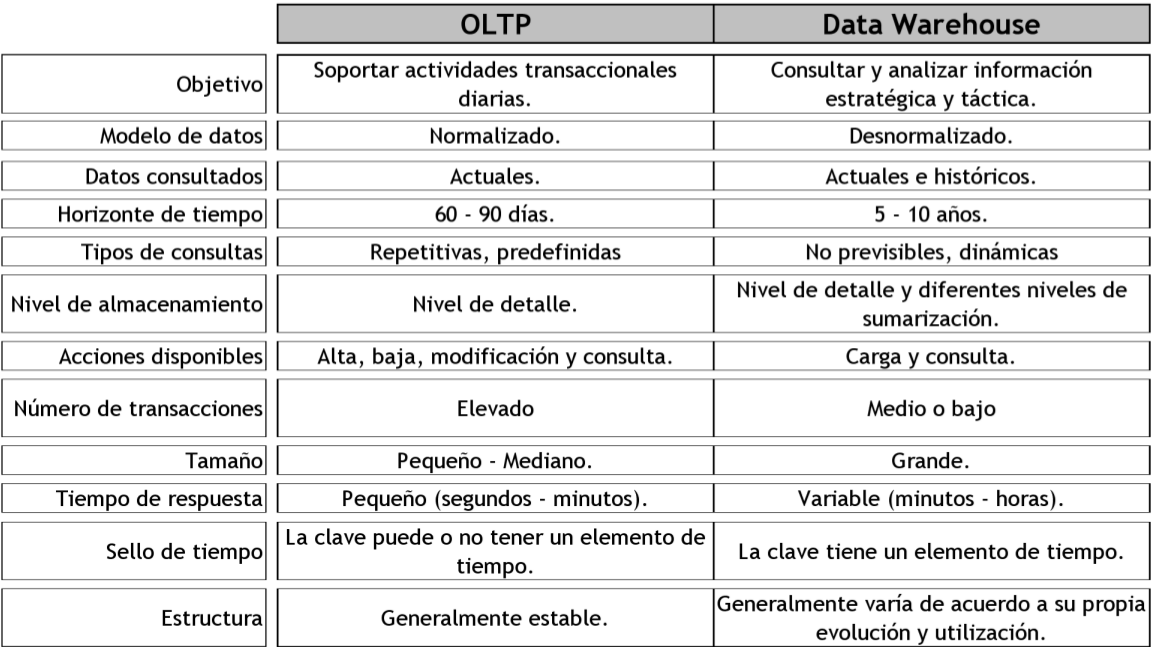 OLTP Data Warehouse
Objetivo Soportar actividades transaccionales diarias. Consultar y analizar información estratégica y táctica.
Modelo de datos Normalizado. Desnormalizado.
Datos consultados Actuales. Actuales e históricos.
Horizonte de tiempo 60 - 90 días. 5 - 10 años.
Tipos de consultas Repetitivas, predefinidas No previsibles, dinámicas
Nivel de almacenamiento Nivel de detalle. Nivel de detalle y diferentes niveles de sumarización.
Acciones disponibles Alta, baja, modificación y consulta. Carga y consulta.
Número de transacciones Elevado Medio o bajo
Tamaño Pequeño - Mediano. Grande.
Tiempo de respuesta Pequeño (segundos - minutos). Variable (minutos - horas).
Sello de tiempo La clave puede o no tener un elemento de tiempo. La clave tiene un elemento de tiempo.
Estructura Generalmente estable. Generalmente varía de acuerdo a su propia evolución y utilización.